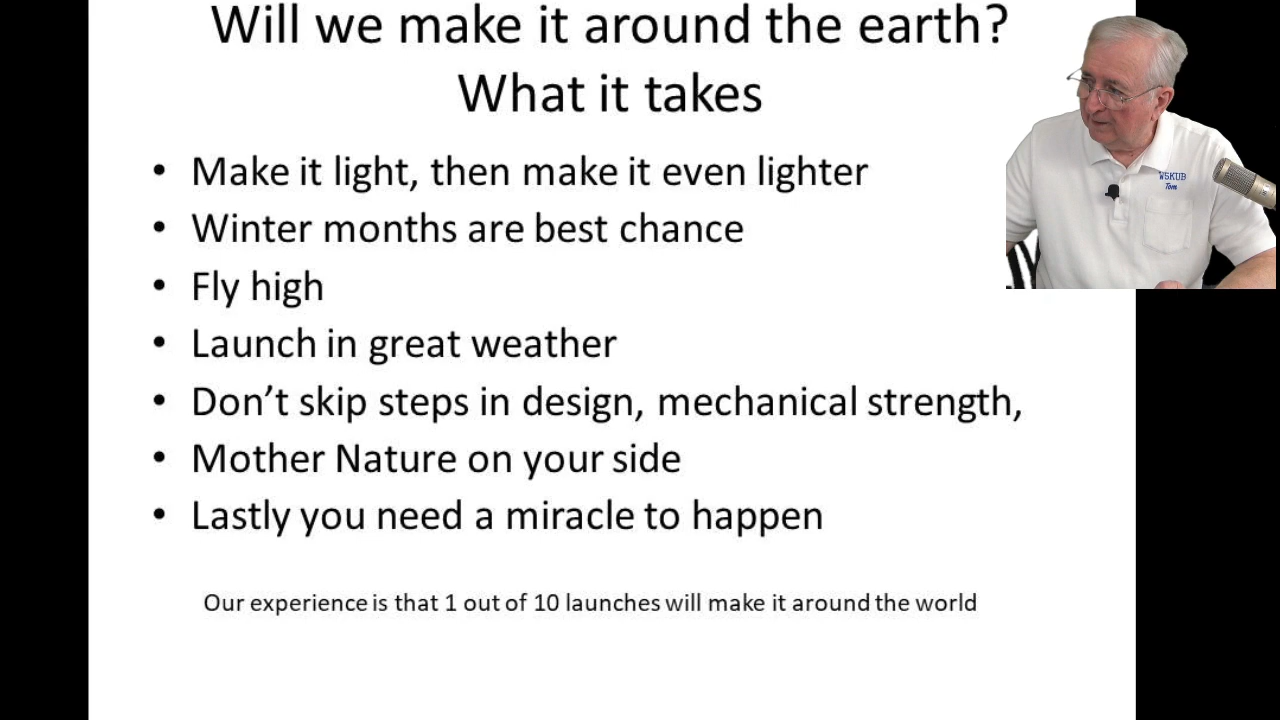 Will we make it around the earth?
What it takes
• Make it light, then make it even lighter
• Winter months are best chance
• Fly high
• Launch in great weather
• Don’t skip steps in design, mechanical strength,
• Mother Nature on your side
• Lastly you need a miracle to happen
Our experience is that 1 out of 10 launches will make it around the world
W5KUB
Tom